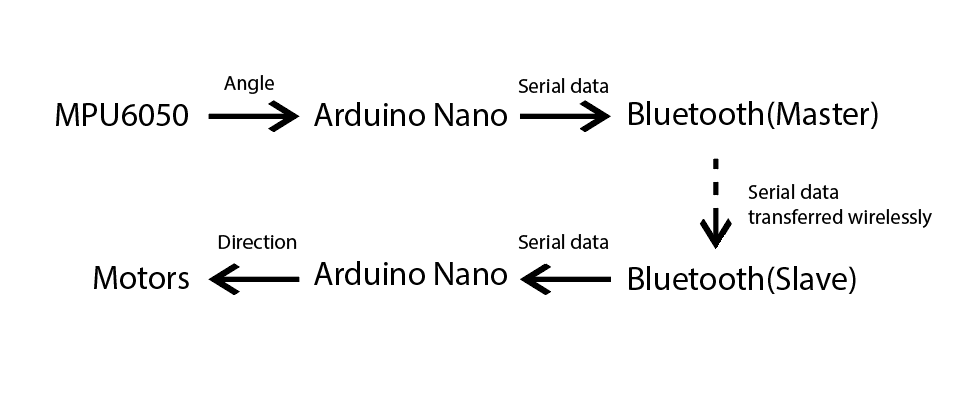 Angle
Serial data
MPU6050
Arduino Nano
Bluetooth(Master)
Serial data
transferred wirelessly
Direction
Serial data
Motors
Arduino Nano
Bluetooth(Slave)